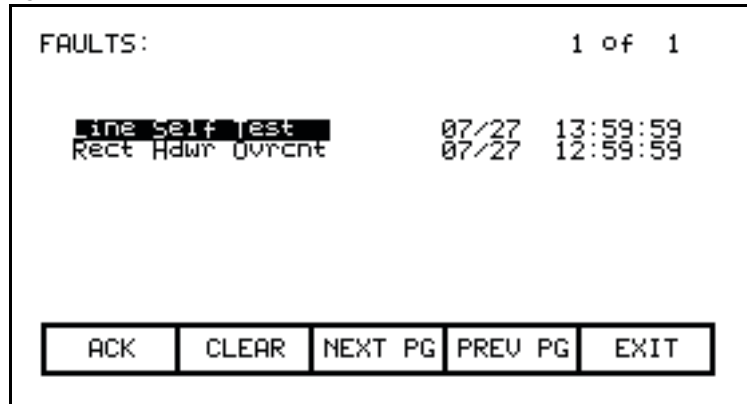 FAULTS: 1 of 1
Line Self Test 07/27 13:59:59
Rect Hdwr Ovrcnt 07/27 12:59:59
ACK CLEAR NEXT PG PREV PG EXIT